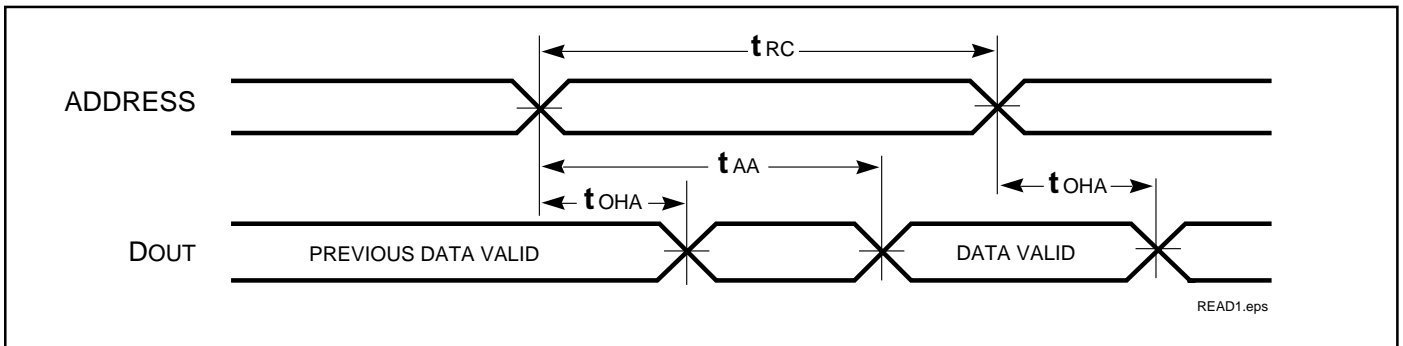 tRC
ADDRESS
tAA
tOHA
tOHA
DOUT
PREVIOUS DATA VALID
DATA VALID
READ1.eps